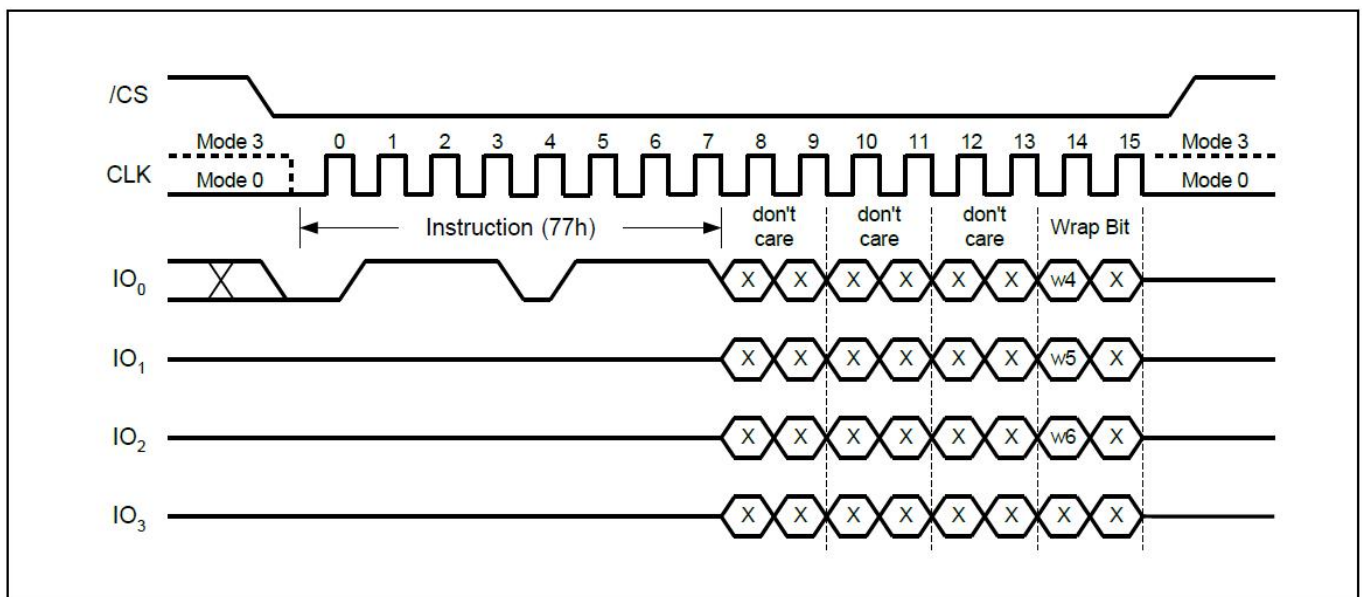 /CS
Mode 3 0 1 2 3 4 5 6 7 8 9 10 11 12 13 14 15 Mode 3
CLK Mode 0 Mode 0
Instruction (77h) don't care don't care don't care Wrap Bit
IO0 X X X X X X w4 X
IO1 X X X X X X w5 X
IO2 X X X X X X w6 X
IO3 X X X X X X X X